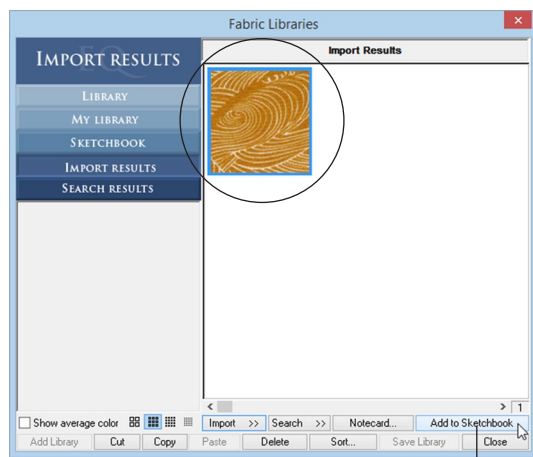 Fabric Libraries
IMPORT RESULTS
Import Results
LIBRARY
MY LIBRARY
SKETCHBOOK
IMPORT RESULTS
SEARCH RESULTS
1
Show average color
Import >> Search >> Notecard... Add to Sketchbook
Add Library Cut Copy Paste Delete Sort... Save Library Close